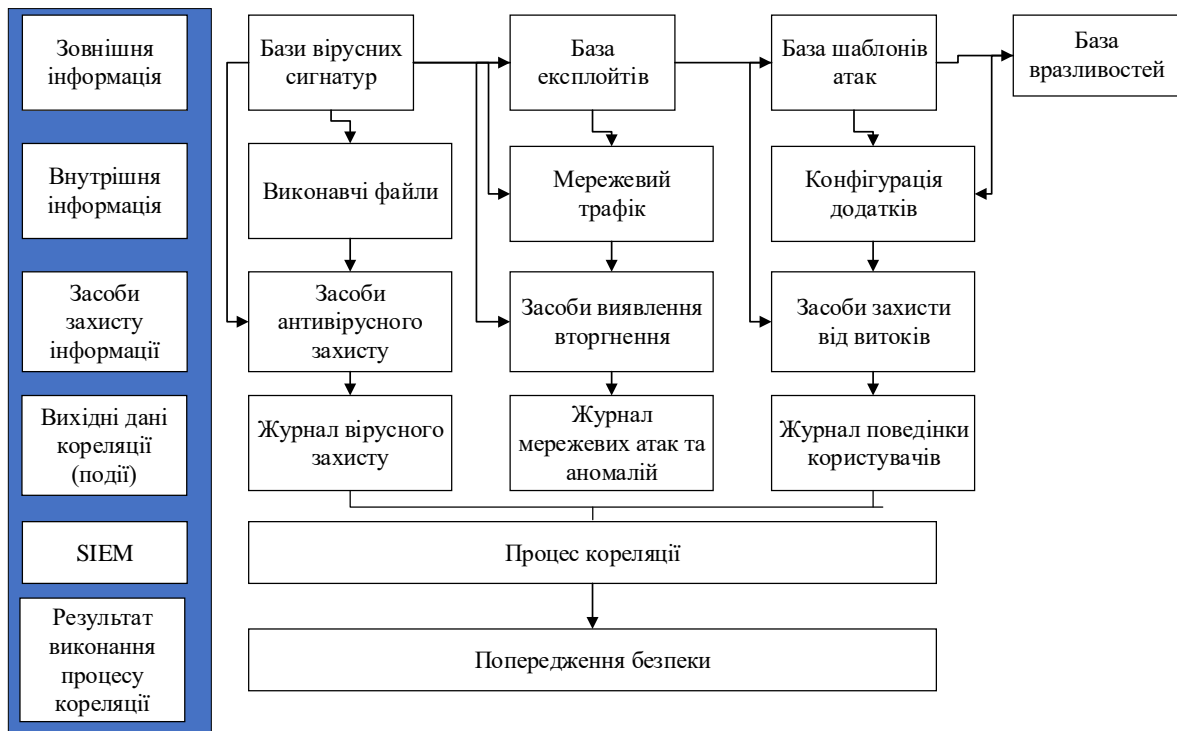 Зовнішня
інформація
Бази вірусних
сигнатур
База
експлойтів
База шаблонів
атак
База
вразливостей
Внутрішня
інформація
Виконавчі файли
Мережевий
трафік
Конфігурація
додатків
Засоби
захисту
інформації
Засоби
антивірусного
захисту
Засоби виявлення
вторгнення
Засоби захисти
від витоків
Вихідні дані
кореляції
(події)
Журнал вірусного
захисту
Журнал
мережевих атак та
аномалій
Журнал поведінки
користувачів
SIEM
Процес кореляції
Результат
виконання
процесу
кореляції
Попередження безпеки